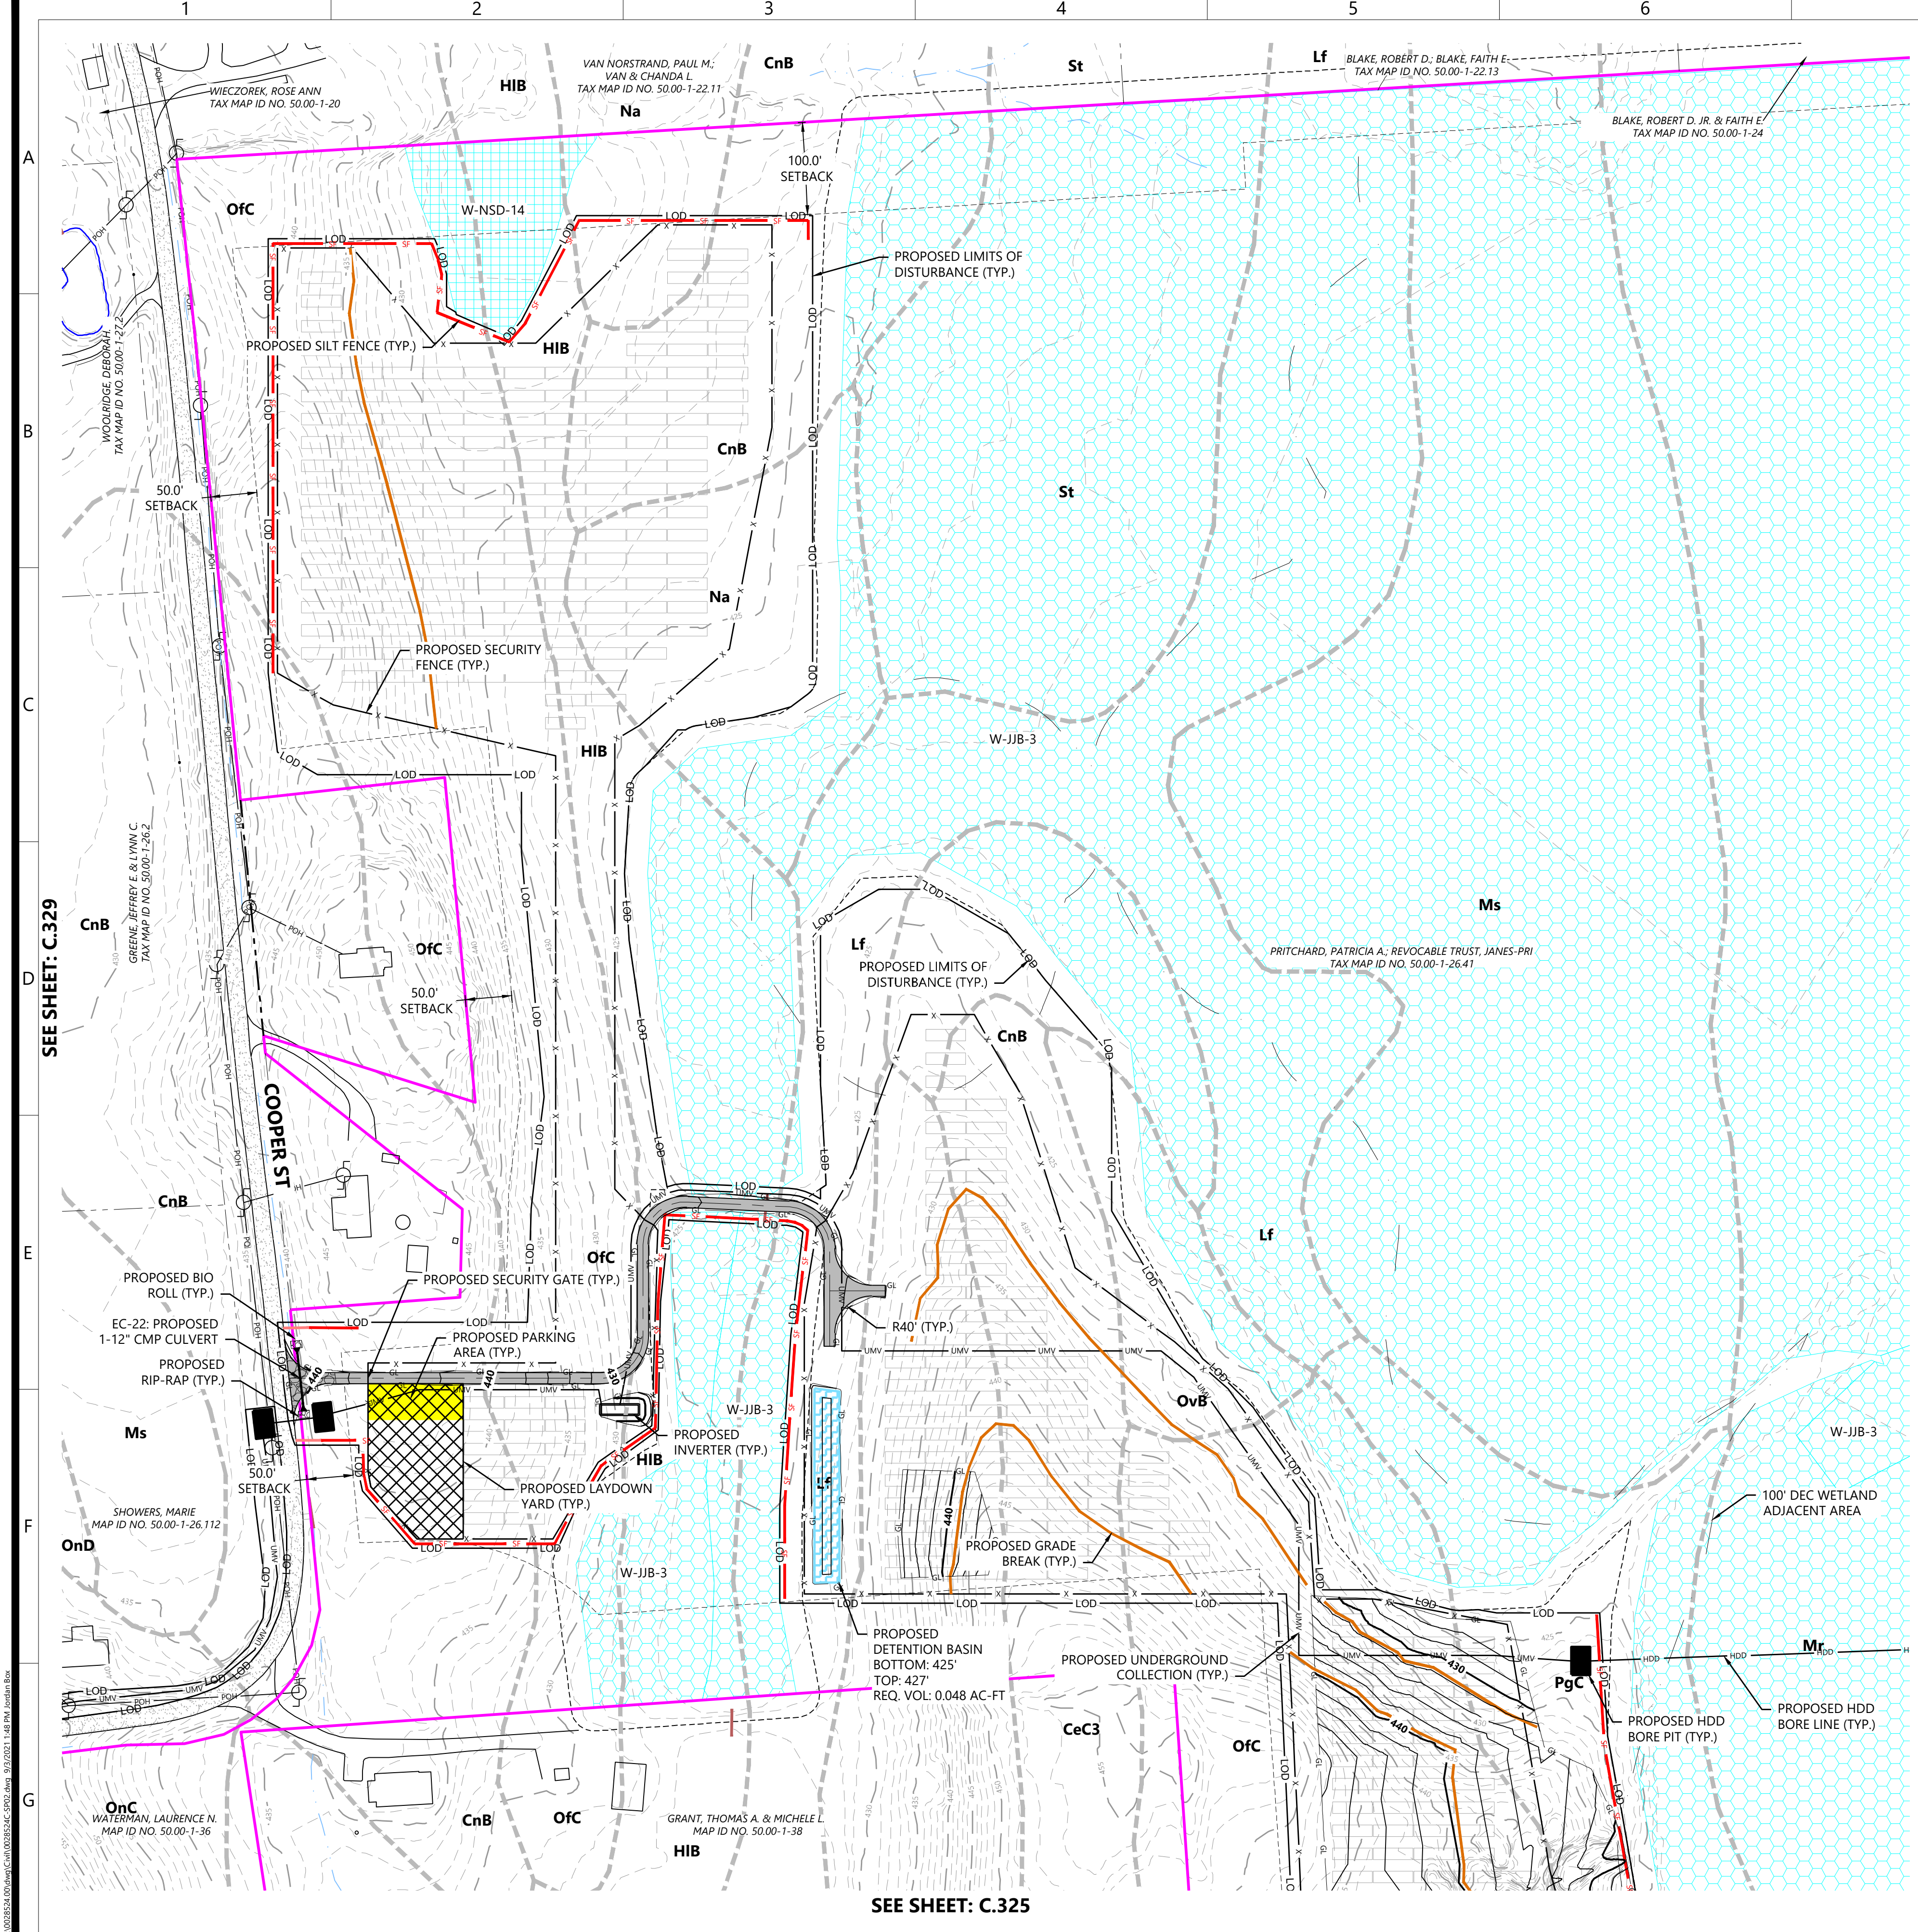 1
2
3
4
5
6
A
B
C
D
E
F
G
WIECZOREK, ROSE ANN
TAX MAP ID NO. 50.00-1-20
VAN NORSTRAND, PAUL M.;
VAN & CHANDA L.
TAX MAP ID NO. 50.00-1-22.11
HlB
Na
CnB
St
Lf
BLAKE, ROBERT D.; BLAKE, FAITH E
TAX MAP ID NO. 50.00-1-22.13
BLAKE, ROBERT D. JR. & FAITH E.
TAX MAP ID NO. 50.00-1-24
100.0'
SETBACK
OfC
W-NSD-14
PROPOSED LIMITS OF
DISTURBANCE (TYP.)
PROPOSED SILT FENCE (TYP.)
HlB
WOOLRIDGE, DEBORAH.
TAX MAP ID NO. 50.00-1-27.2
CnB
50.0'
SETBACK
St
Na
PROPOSED SECURITY
FENCE (TYP.)
HlB
W-JJB-3
GREENE, JEFFREY E. & LYNN C.
TAX MAP ID NO. 50.00-1-26.2
SEE SHEET: C.329
CnB
OfC
Lf
Ms
PROPOSED LIMITS OF
DISTURBANCE (TYP.)
PRITCHARD, PATRICIA A.; REVOCABLE TRUST, JANES-PRI
TAX MAP ID NO. 50.00-1-26.41
50.0'
SETBACK
CnB
COOPER ST
CnB
OfC
Lf
PROPOSED BIO
ROLL (TYP.)
PROPOSED SECURITY GATE (TYP.)
EC-22: PROPOSED
1-12" CMP CULVERT
PROPOSED PARKING
AREA (TYP.)
R40' (TYP.)
PROPOSED
RIP-RAP (TYP.)
440
440
430
OvB
Ms
W-JJB-3
W-JJB-3
PROPOSED
INVERTER (TYP.)
HlB
50.0'
SETBACK
PROPOSED LAYDOWN
YARD (TYP.)
Lf
440
100' DEC WETLAND
ADJACENT AREA
SHOWERS, MARIE
MAP ID NO. 50.00-1-26.112
OnD
PROPOSED GRADE
BREAK (TYP.)
W-JJB-3
PROPOSED
DETENTION BASIN
BOTTOM: 425'
TOP: 427'
REQ. VOL: 0.048 AC-FT
PROPOSED UNDERGROUND
COLLECTION (TYP.)
430
Mr
PgC
PROPOSED HDD
BORE LINE (TYP.)
PROPOSED HDD
BORE PIT (TYP.)
CeC3
OfC
440
OnC
WATERMAN, LAURENCE N.
MAP ID NO. 50.00-1-36
CnB
OfC
GRANT, THOMAS A. & MICHELE L.
MAP ID NO. 50.00-1-38
HlB
SEE SHEET: C.325